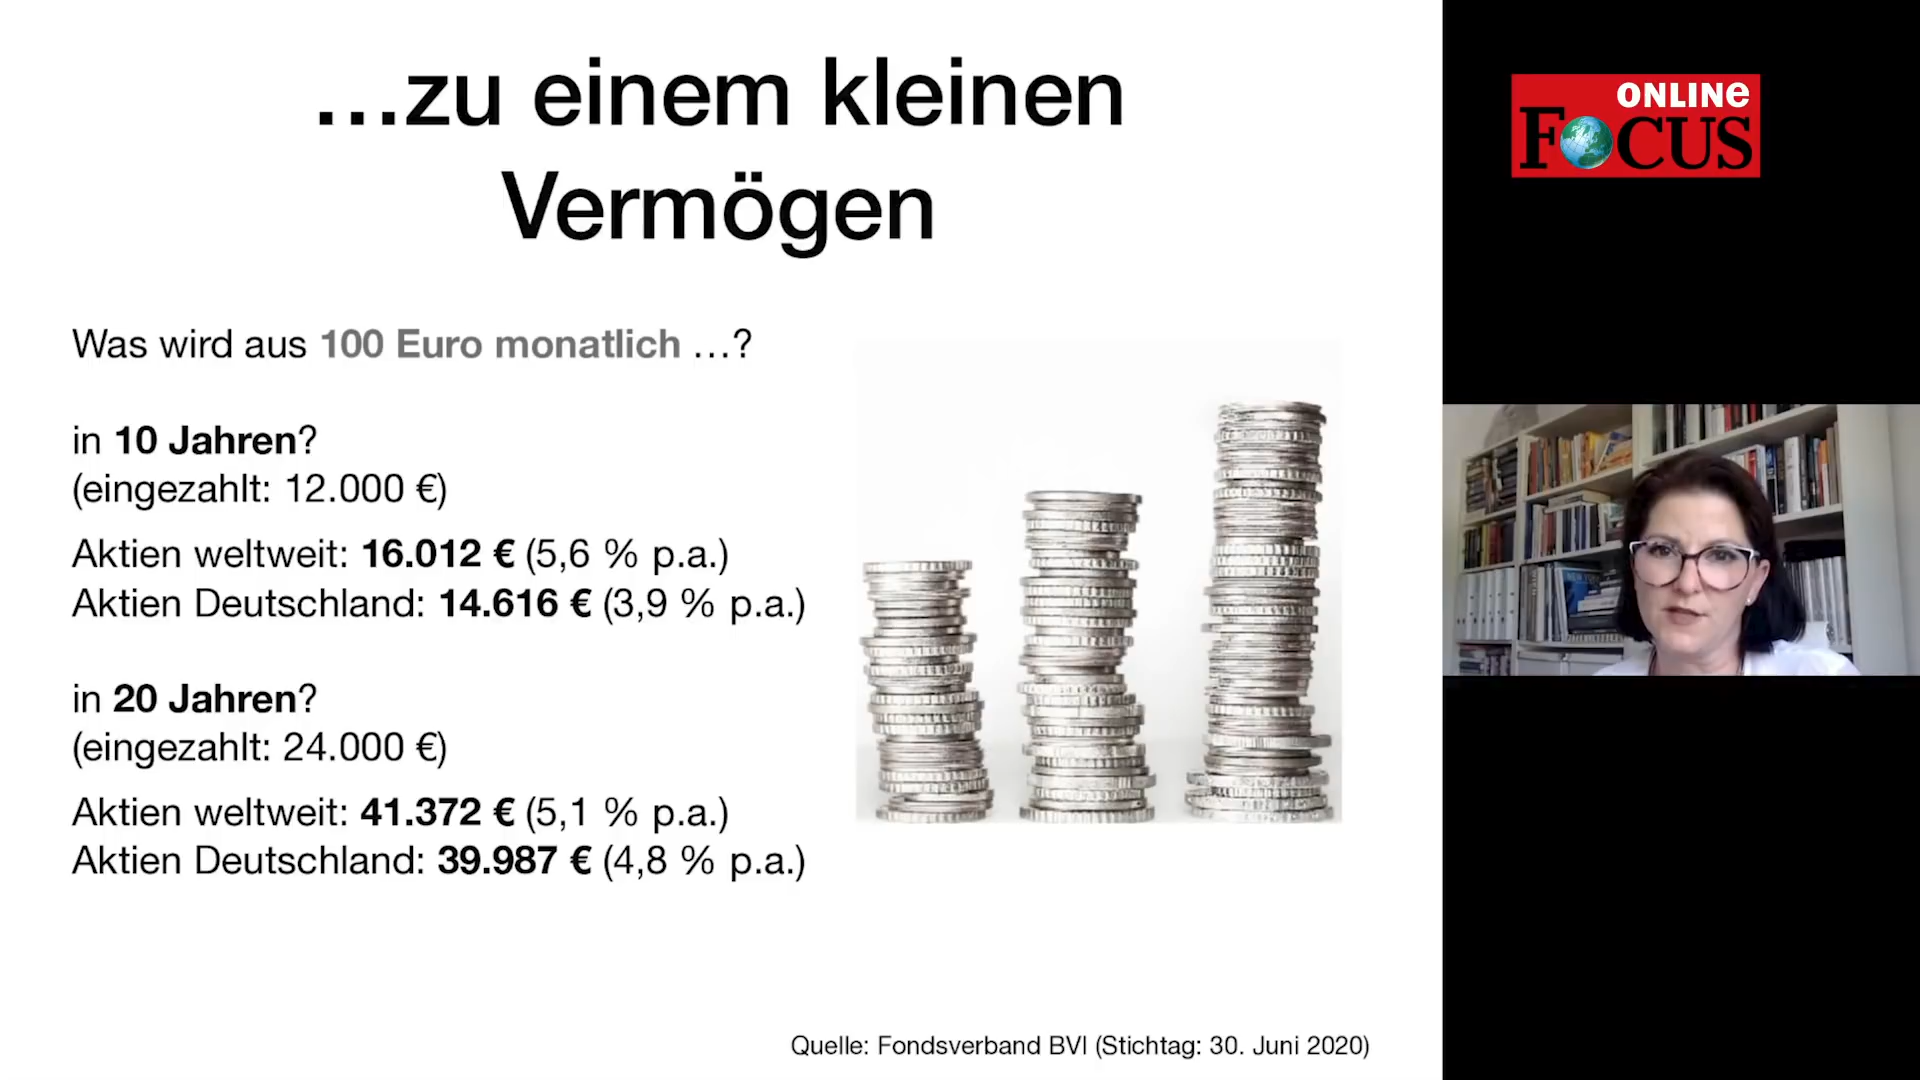 …zu einem kleinen
Vermögen
Was wird aus 100 Euro monatlich …?
in 10 Jahren?
(eingezahlt: 12.000 €)
Aktien weltweit: 16.012 € (5,6 % p.a.)
Aktien Deutschland: 14.616 € (3,9 % p.a.)
in 20 Jahren?
(eingezahlt: 24.000 €)
Aktien weltweit: 41.372 € (5,1 % p.a.)
Aktien Deutschland: 39.987 € (4,8 % p.a.)
Quelle: Fondsverband BVI (Stichtag: 30. Juni 2020)
ONLINE
FOCUS